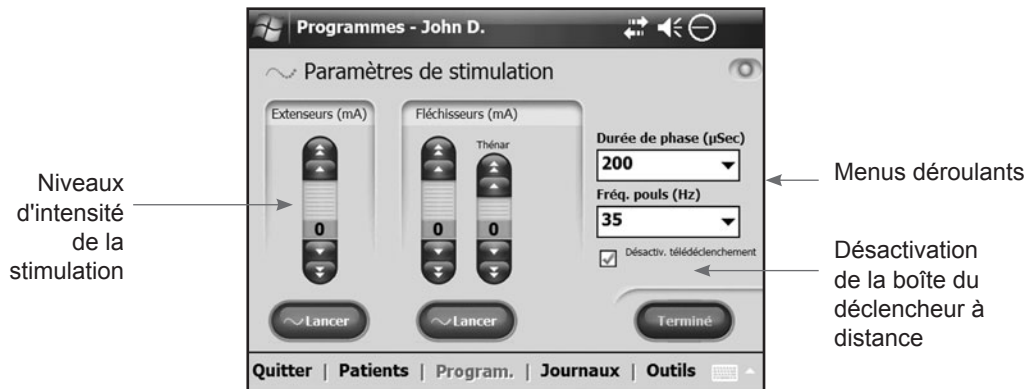 Programmes - John D.
Paramètres de stimulation
Extenseurs (mA)
Fléchisseurs (mA)
Thénar
0
0
0
Lancer
Lancer
Durée de phase (µSec)
200
Fréq. pouls (Hz)
35
Désactiv. télédéclenchement
Terminé
Quitter | Patients | Program. | Journaux | Outils
Niveaux
d'intensité
de la
stimulation
Menus déroulants
Désactivation
de la boîte du
déclencheur à
distance